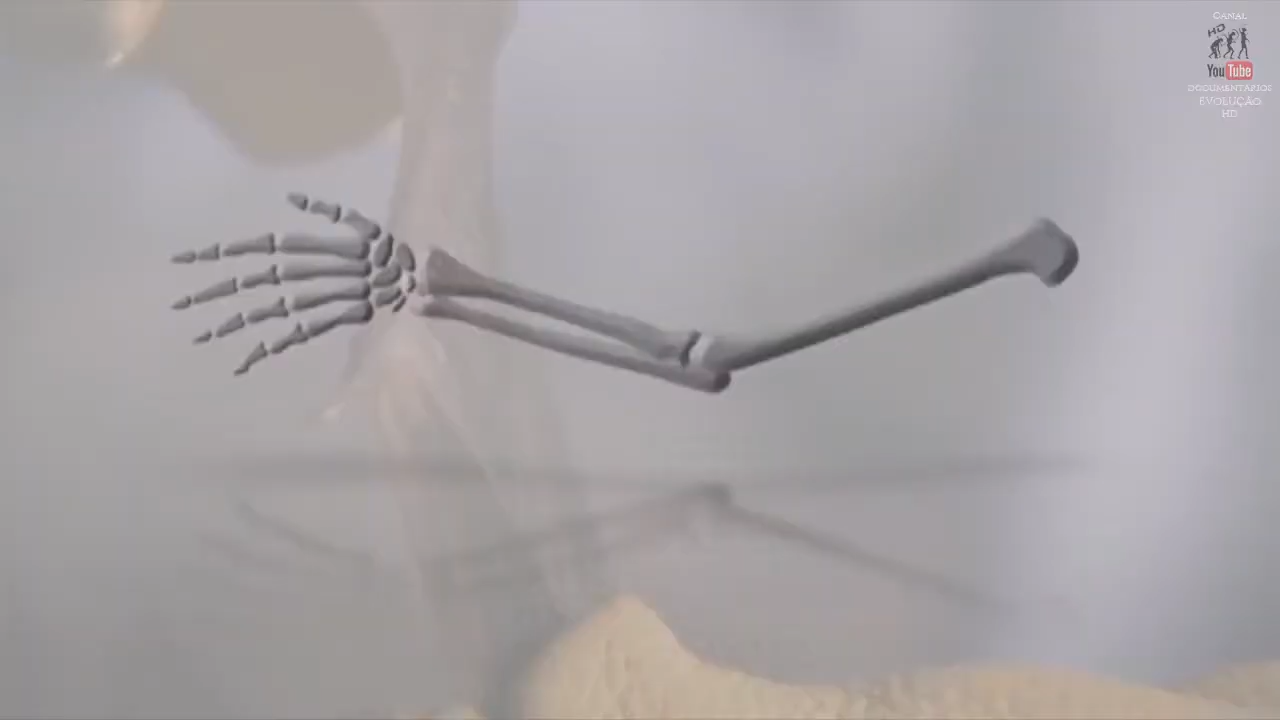 CANAL
HD
YouTube
DOCUMENTÁRIOS
EVOLUÇÃO
HD